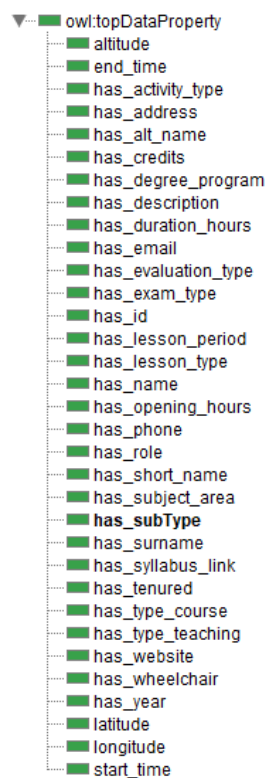 owl:topDataProperty
altitude
end_time
has_activity_type
has_address
has_alt_name
has_credits
has_degree_program
has_description
has_duration_hours
has_email
has_evaluation_type
has_exam_type
has_id
has_lesson_period
has_lesson_type
has_name
has_opening_hours
has_phone
has_role
has_short_name
has_subject_area
has_subType
has_surname
has_syllabus_link
has_tenured
has_type_course
has_type_teaching
has_website
has_wheelchair
has_year
latitude
longitude
start_time